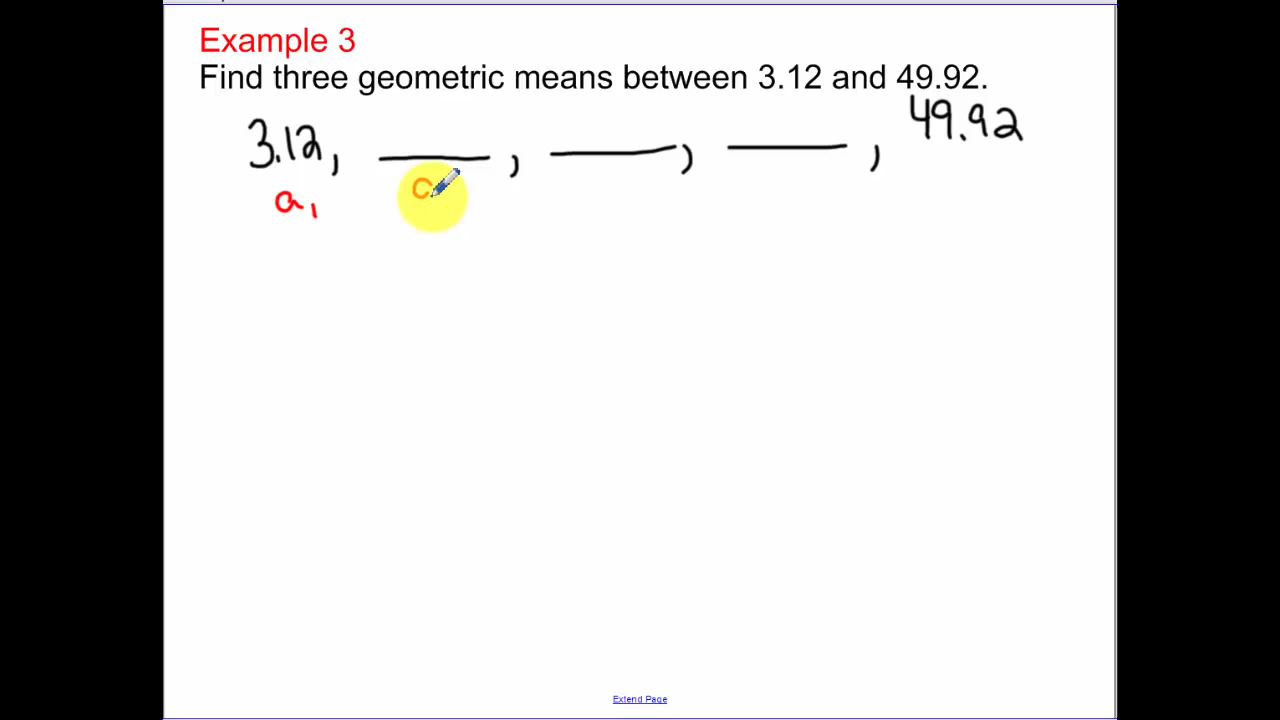 Example 3
Find three geometric means between 3.12 and 49.92.
3.12, ____, ____, ____, 49.92
a₁ c
Extend Page